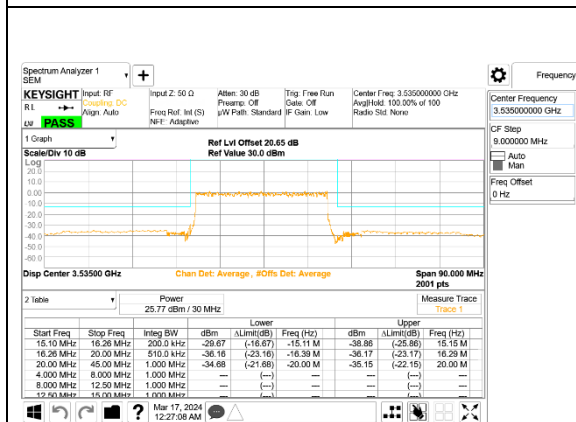 Spectrum Analyzer 1
SEM
Frequency
KEYSIGHT Input: RF Input Z: 50 Ω Atten: 30 dB Trig: Free Run Center Freq: 3.535000000 GHz
R L Coupling: DC Preamp: Off Gate: Off Avg|Hold: 100.00% of 100
Align: Auto Freq Ref: Int (S) µW Path: Standard IF Gain: Low Radio Std: None
NFE: Adaptive
PASS
Center Frequency
3.535000000 GHz
CF Step
9.000000 MHz
Auto
Man
Freq Offset
0 Hz
1 Graph
Ref Lvl Offset 20.65 dB
Scale/Div 10 dB Ref Value 30.0 dBm
Log
20.0
10.0
0.00
-10.0
-20.0
-30.0
-40.0
-50.0
-60.0
Disp Center 3.53500 GHz Chan Det: Average, #Offs Det: Average Span 90.000 MHz
2001 pts
2 Table Power Measure Trace
25.77 dBm / 30 MHz Trace 1
Lower Upper
Start Freq Stop Freq Integ BW dBm ΔLimit(dB) Freq (Hz) dBm ΔLimit(dB) Freq (Hz)
15.10 MHz 16.26 MHz 200.0 kHz -29.67 (-16.67) -15.11 M -38.86 (-25.86) 15.15 M
16.26 MHz 20.00 MHz 510.0 kHz -36.16 (-23.16) -16.39 M -36.17 (-23.17) 16.29 M
20.00 MHz 45.00 MHz 1.000 MHz -34.68 (-21.68) -20.00 M -35.15 (-22.15) 20.00 M
4.000 MHz 8.000 MHz 1.000 MHz --- (---) --- --- (---) ---
8.000 MHz 12.50 MHz 1.000 MHz --- (---) --- --- (---) ---
12.50 MHz 15.00 MHz 1.000 MHz --- (---) --- --- (---) ---
Mar 17, 2024
12:27:08 AM